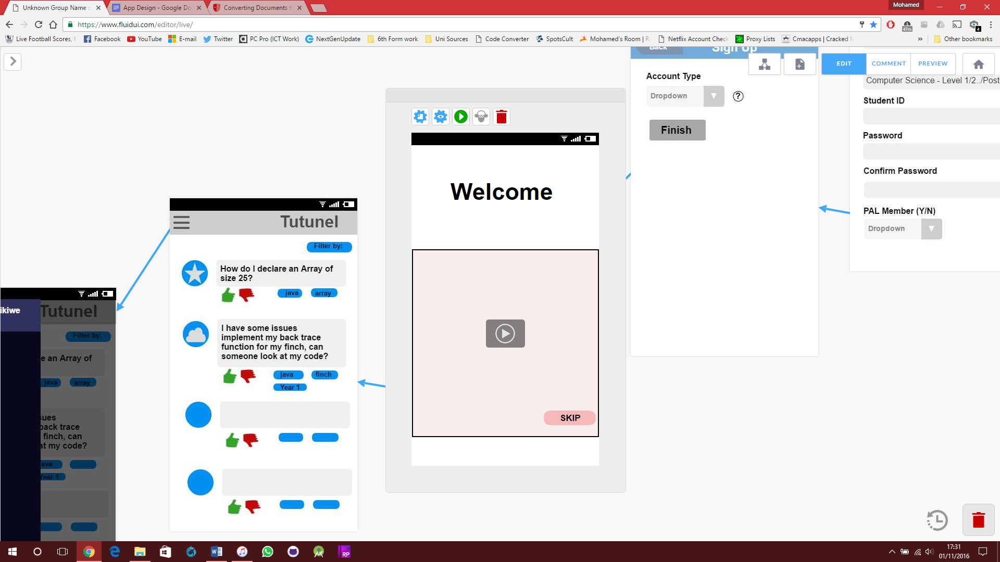 Unknown Group Name ::
App Design - Google Do
Converting Documents t
Mohamed
https://www.fluidui.com/editor/live/
47m
4
Live Football Scores,
Facebook
YouTube
E-mail
Twitter
PC Pro (ICT Work)
NextGenUpdate
6th Form work
Uni Sources
Code Converter
SpotsCult
Mohamed's Room | R
Netflix Account Check
Proxy Lists
Cmacapps | Cracked
»
Other bookmarks
Back
Sign Up
EDIT
COMMENT
PREVIEW
Account Type
Dropdown
?
Finish
Computer Science - Level 1/2../Post
Student ID
Password
Confirm Password
PAL Member (Y/N)
Dropdown
Welcome
SKIP
Tutunel
Filter by:
How do I declare an Array of
size 25?
java
array
I have some issues
implement my back trace
function for my finch, can
someone look at my code?
java
finch
Year 1
ikiwe
Tutunel
Filter by:
e an Array of
java
array
sues
back trace
finch, can
at my code?
ava
Year 1
RP
17:31
01/11/2016